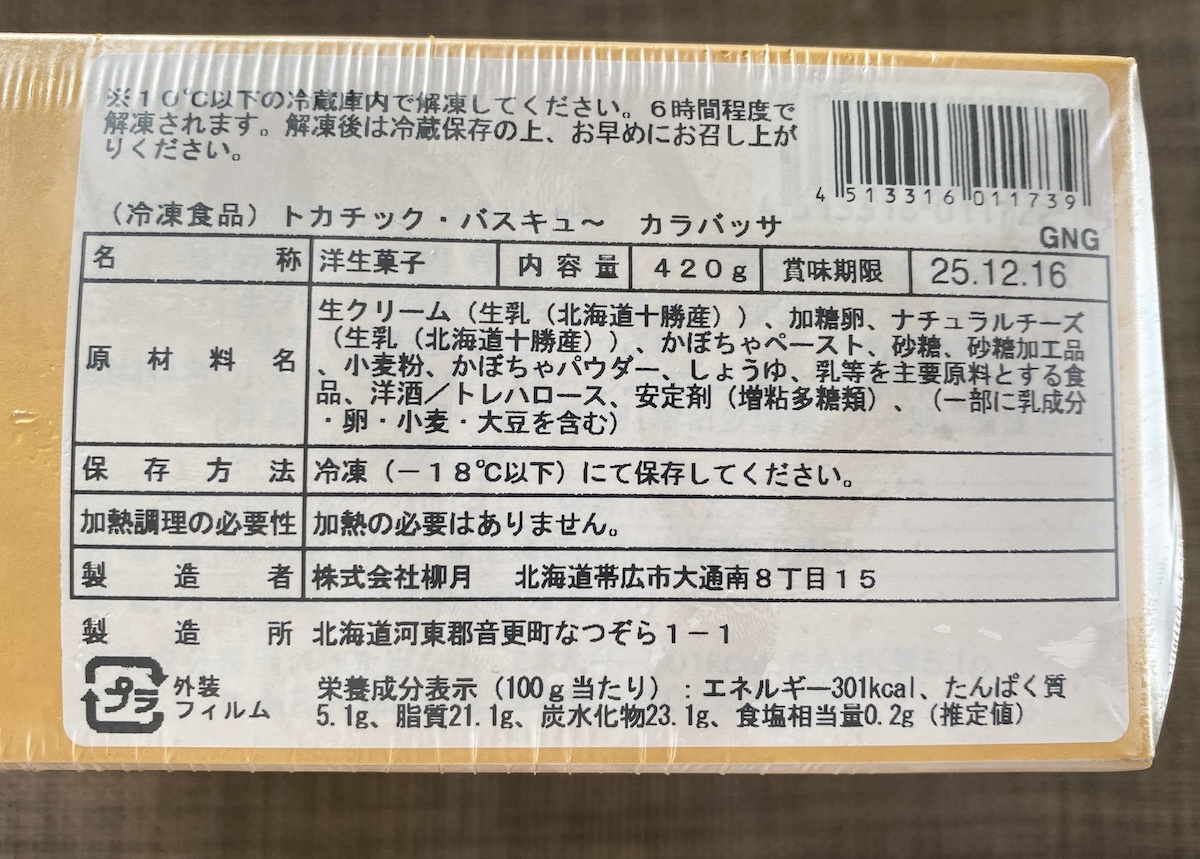 ※10℃以下の冷蔵庫内で解凍してください。6時間程度で
解凍されます。解凍後は冷蔵保存の上、お早めにお召し上が
りください。
4 513316 011739
(冷凍食品)トカチック・バスキュ~ カラバッサ
GNG
名称 洋生菓子 内容量 420g 賞味期限 25.12.16
原材料名
生クリーム(生乳(北海道十勝産))、加糖卵、ナチュラルチーズ
(生乳(北海道十勝産))、かぼちゃペースト、砂糖、砂糖加工品
、小麦粉、かぼちゃパウダー、しょうゆ、乳等を主要原料とする食
品、洋酒/トレハロース、安定剤(増粘多糖類)、(一部に乳成分
・卵・小麦・大豆を含む)
保存方法 冷凍(-18℃以下)にて保存してください。
加熱調理の必要性 加熱の必要はありません。
製造者 株式会社柳月 北海道帯広市大通南8丁目15
製造所 北海道河東郡音更町なつぞら1-1
プラ
外装
フィルム
栄養成分表示(100g当たり):エネルギー301kcal、たんぱく質
5.1g、脂質21.1g、炭水化物23.1g、食塩相当量0.2g(推定値)